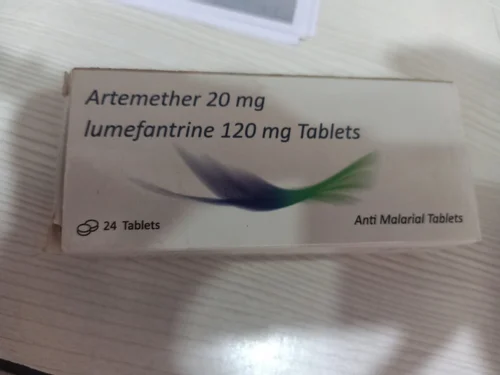 Artemether 20 mg
lumefantrine 120 mg Tablets
24 Tablets
Anti Malarial Tablets